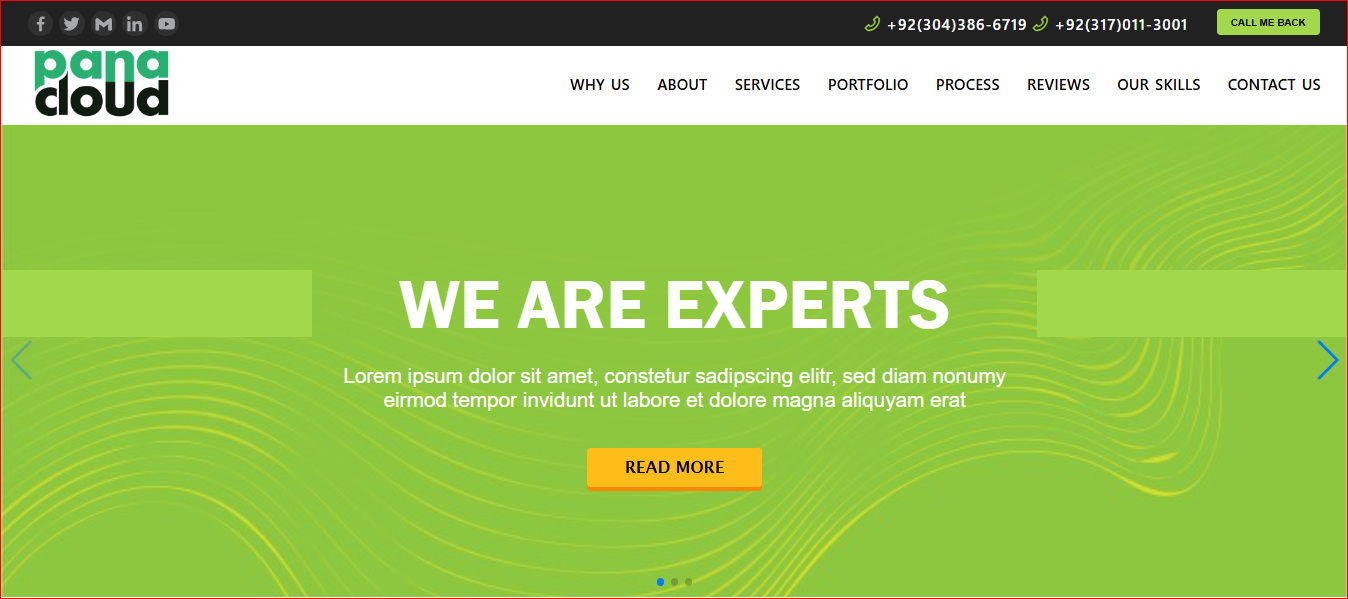 +92(304)386-6719 +92(317)011-3001 CALL ME BACK
pana
cloud
WHY US ABOUT SERVICES PORTFOLIO PROCESS REVIEWS OUR SKILLS CONTACT US
WE ARE EXPERTS
Lorem ipsum dolor sit amet, constetur sadipscing elitr, sed diam nonumy
eirmod tempor invidunt ut labore et dolore magna aliquyam erat
READ MORE